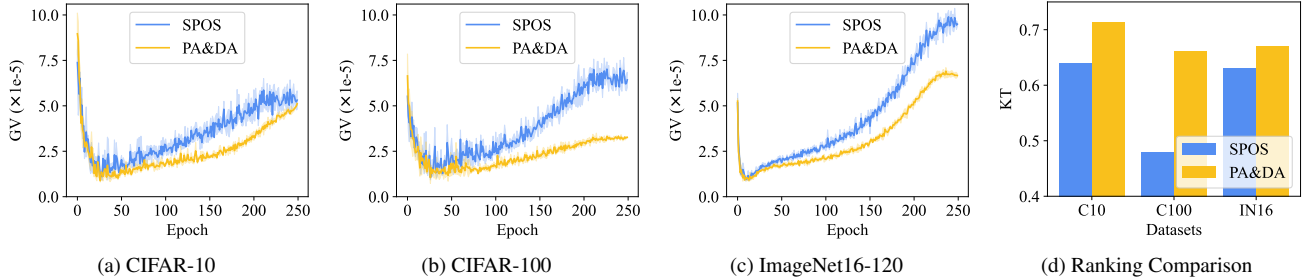 10.0
7.5
5.0
2.5
0.0
GV (×1e-5)
SPOS
PA&DA
0 50 100 150 200 250
Epoch
(a) CIFAR-10
10.0
7.5
5.0
2.5
0.0
GV (×1e-5)
SPOS
PA&DA
0 50 100 150 200 250
Epoch
(b) CIFAR-100
10.0
7.5
5.0
2.5
0.0
GV (×1e-5)
SPOS
PA&DA
0 50 100 150 200 250
Epoch
(c) ImageNet16-120
0.7
0.6
0.5
0.4
KT
SPOS
PA&DA
C10 C100 IN16
Datasets
(d) Ranking Comparison